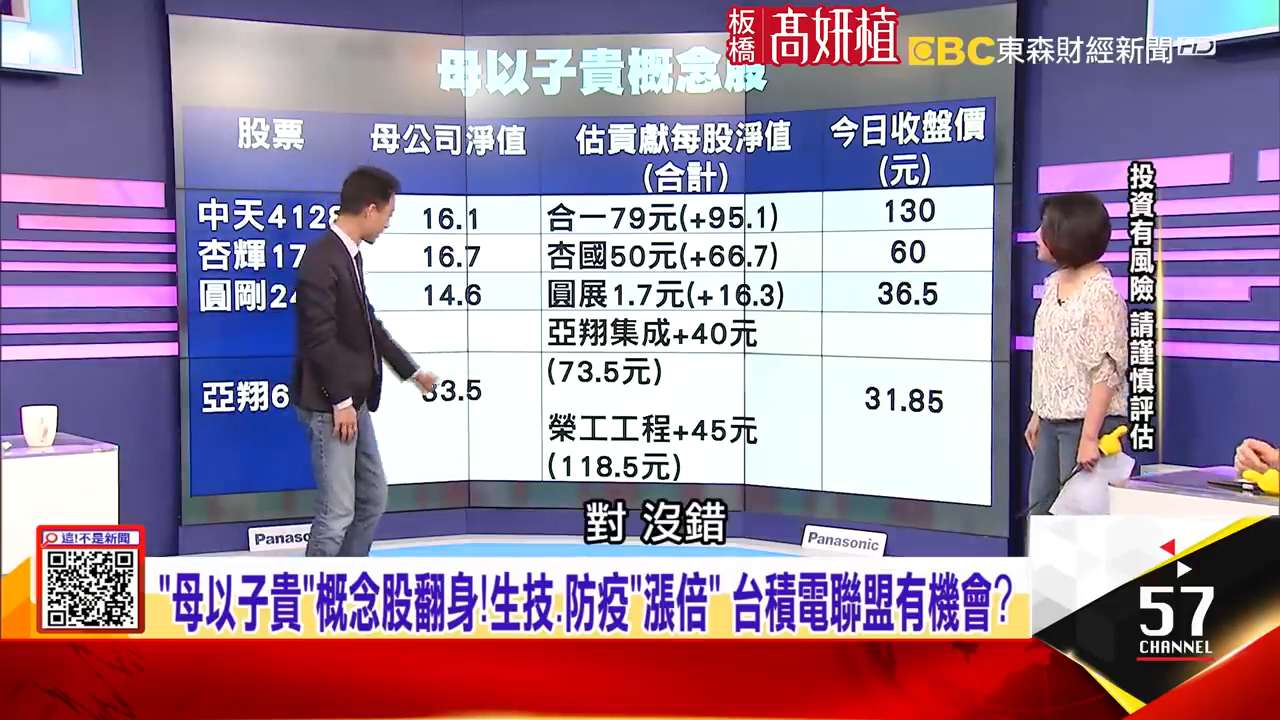 板橋 高妍植
EBC 東森財經新聞 HD
母以子貴概念股
股票 母公司淨值 估貢獻每股淨值(合計) 今日收盤價(元)
中天4128 16.1 合一79元(+95.1) 130
杏輝17 16.7 杏國50元(+66.7) 60
圓剛24 14.6 圓展1.7元(+16.3) 36.5
亞翔6 33.5 亞翔集成+40元 31.85
(73.5元)
榮工工程+45元
(118.5元)
投資有風險 請謹慎評估
對 沒錯
Panaso
Panasonic
這!不是新聞
"母以子貴"概念股翻身!生技.防疫"漲倍" 台積電聯盟有機會?
57
CHANNEL